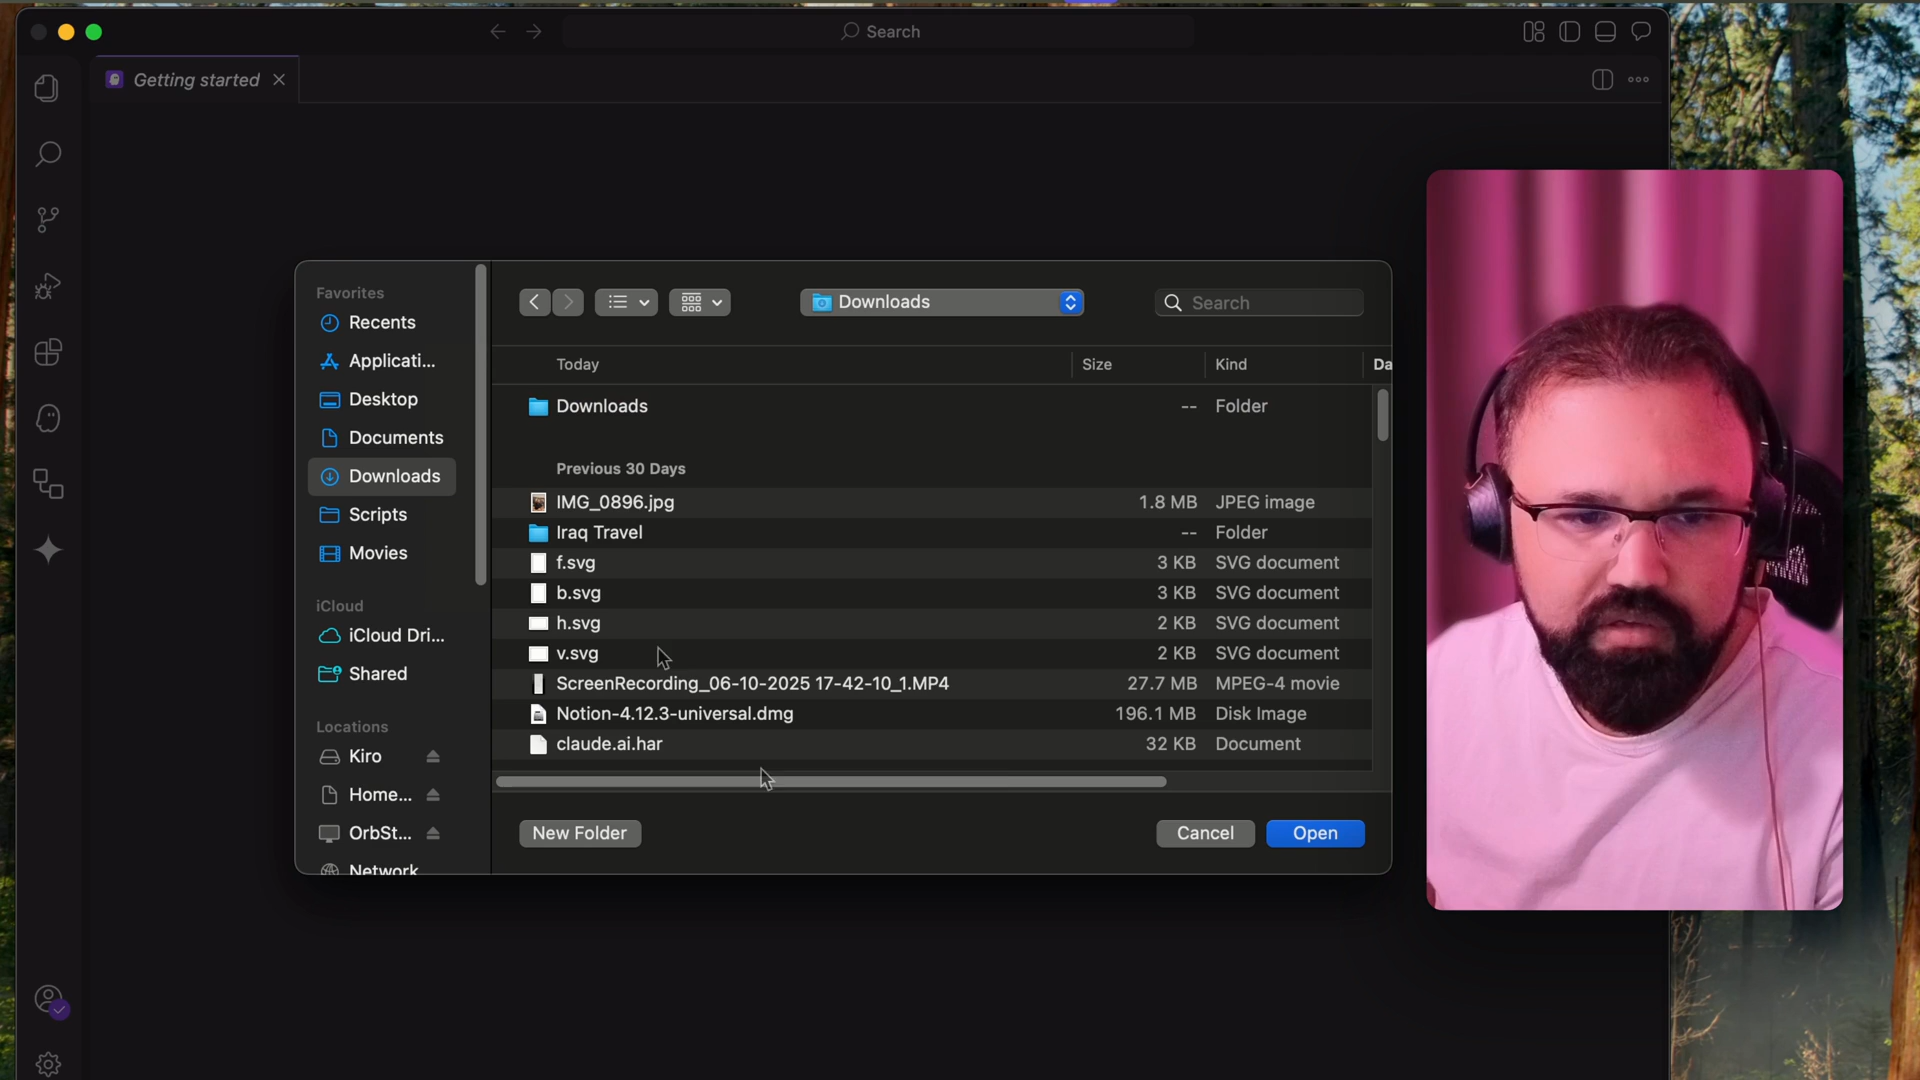 Search
Getting started
Favorites
Recents
Applicati...
Desktop
Documents
Downloads
Scripts
Movies
iCloud
iCloud Dri...
Shared
Locations
Kiro
Home...
OrbSt...
Network
Downloads
Search
Today Size Kind Da
Downloads -- Folder
Previous 30 Days
IMG_0896.jpg 1.8 MB JPEG image
Iraq Travel -- Folder
f.svg 3 KB SVG document
b.svg 3 KB SVG document
h.svg 2 KB SVG document
v.svg 2 KB SVG document
ScreenRecording_06-10-2025 17-42-10_1.MP4 27.7 MB MPEG-4 movie
Notion-4.12.3-universal.dmg 196.1 MB Disk Image
claude.ai.har 32 KB Document
New Folder Cancel Open